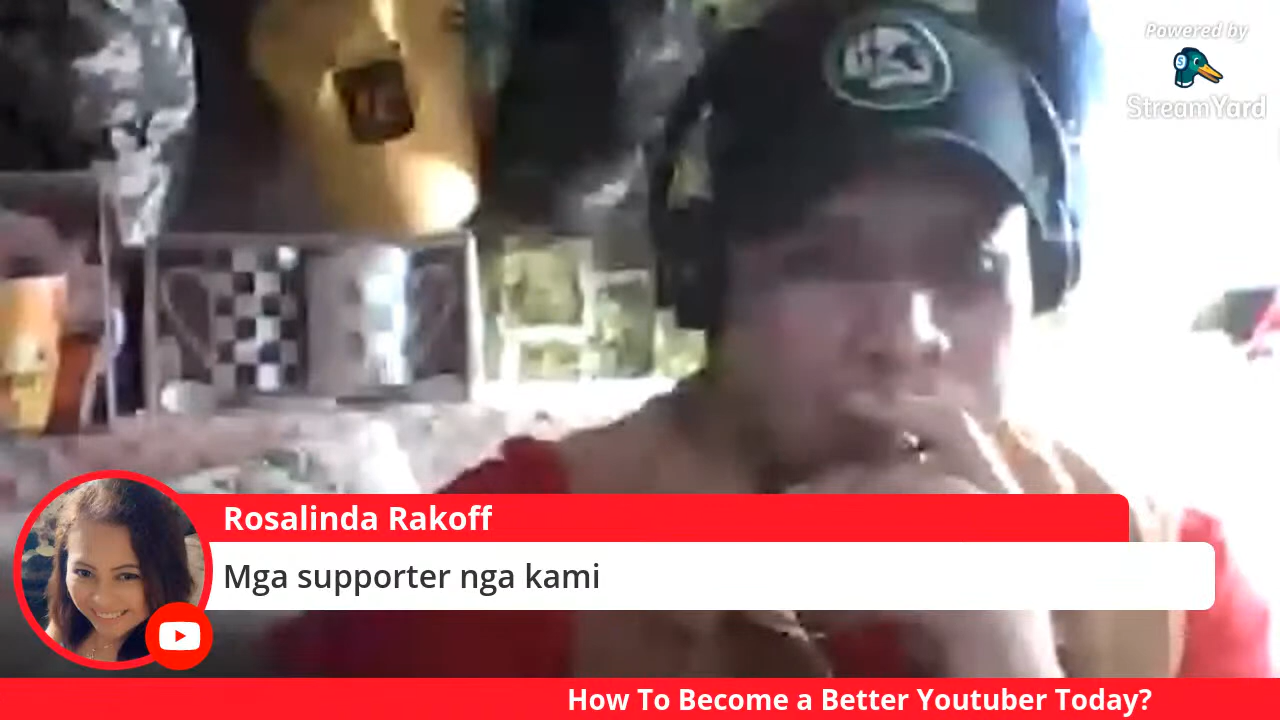 Powered by
StreamYard
Rosalinda Rakoff
Mga supporter nga kami
How To Become a Better Youtuber Today?